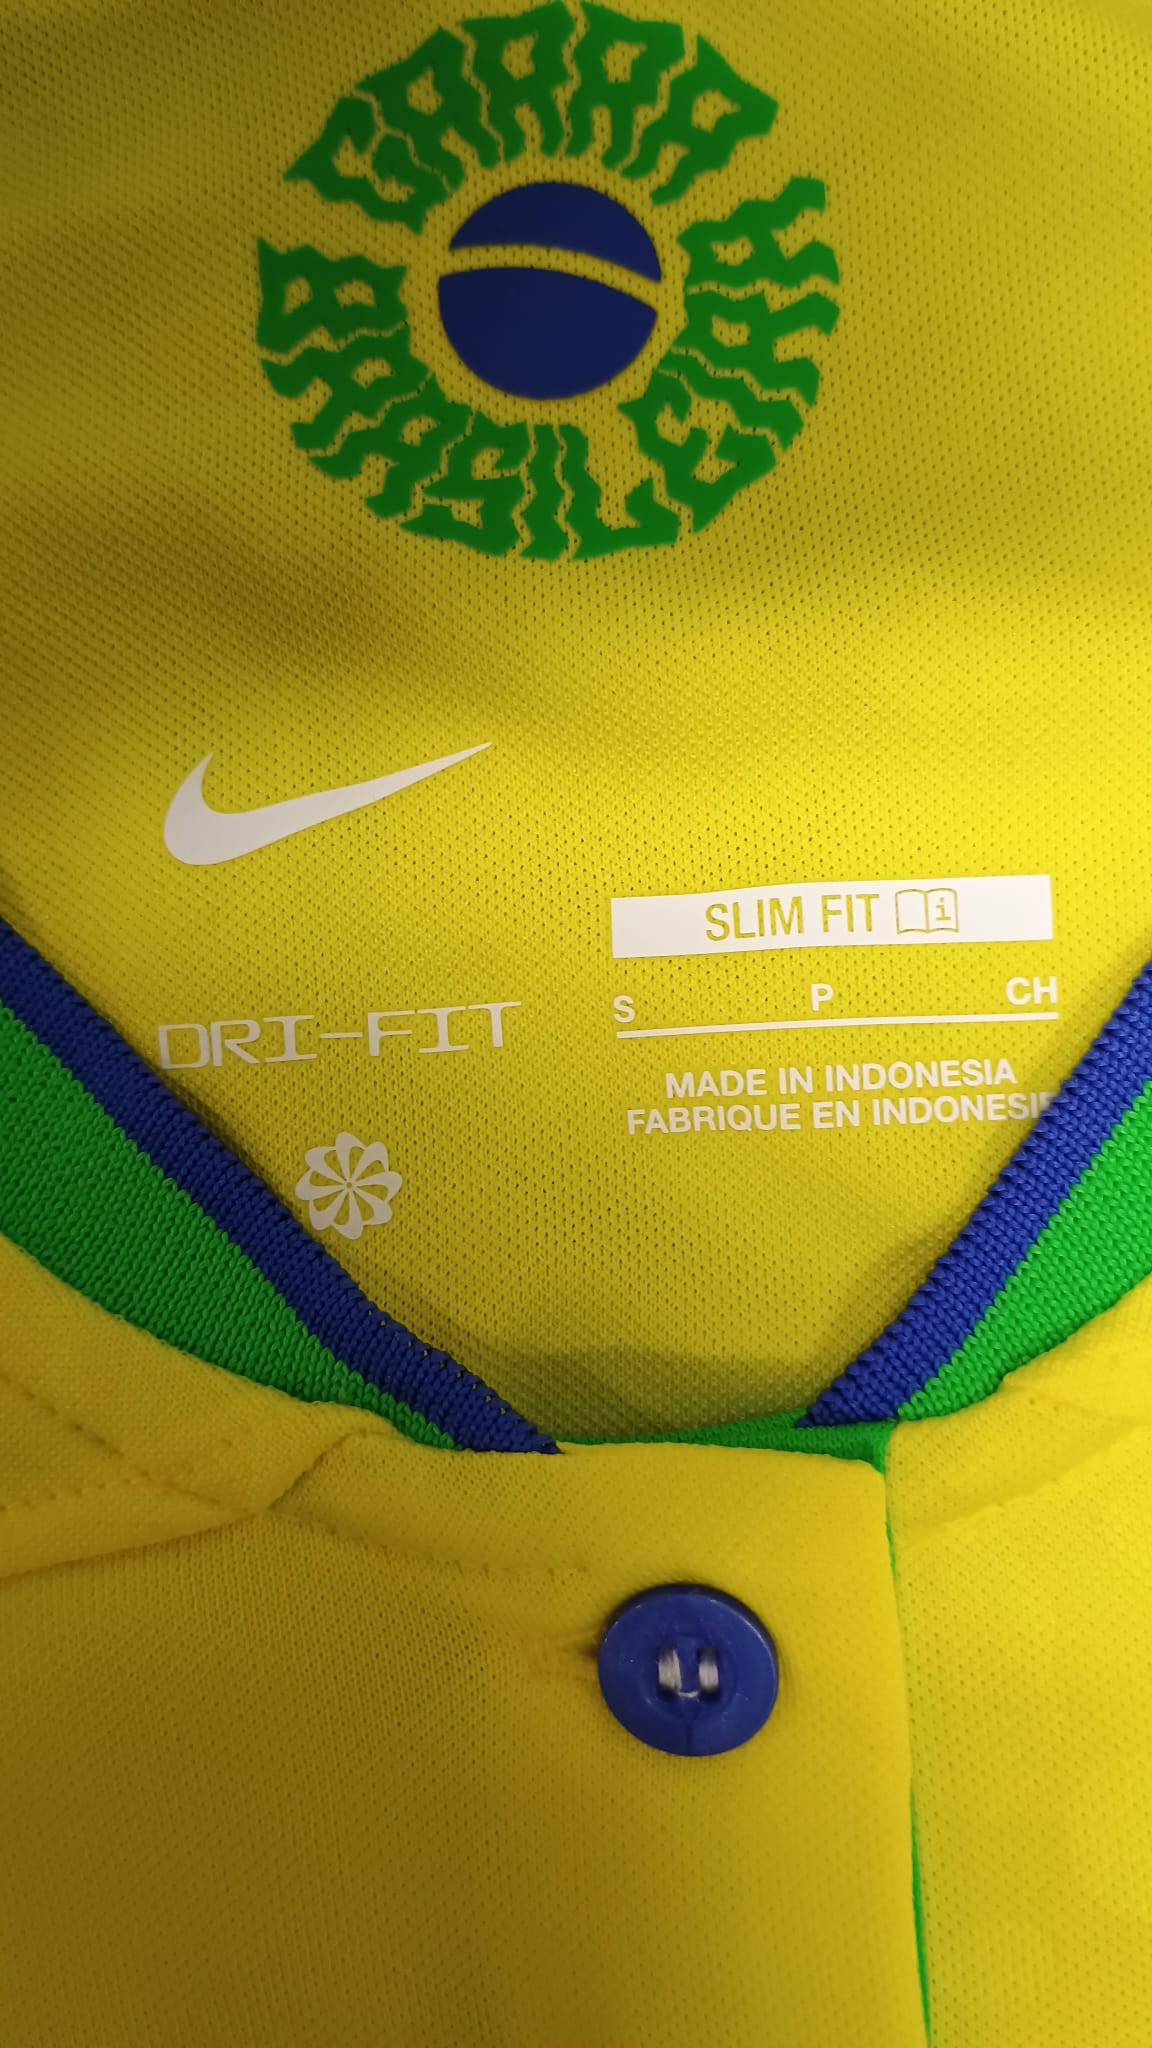 GARRA
BRASILEIRA
SLIM FIT
S P CH
DRI-FIT
MADE IN INDONESIA
FABRIQUE EN INDONESIE